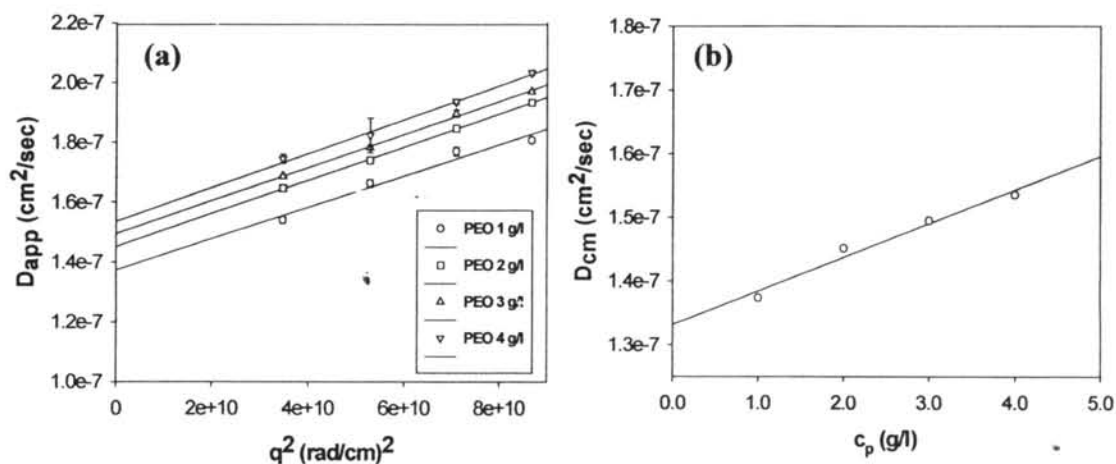 (a)
2.2e-7
2.0e-7
1.8e-7
1.6e-7
1.4e-7
1.2e-7
1.0e-7
Dapp (cm²/sec)
0
2e+10
4e+10
6e+10
8e+10
q² (rad/cm)²
PEO 1 g/l
PEO 2 g/l
PEO 3 g/l
PEO 4 g/l
(b)
1.8e-7
1.7e-7
1.6e-7
1.5e-7
1.4e-7
1.3e-7
Dcm (cm²/sec)
0.0
1.0
2.0
3.0
4.0
5.0
cₚ (g/l)